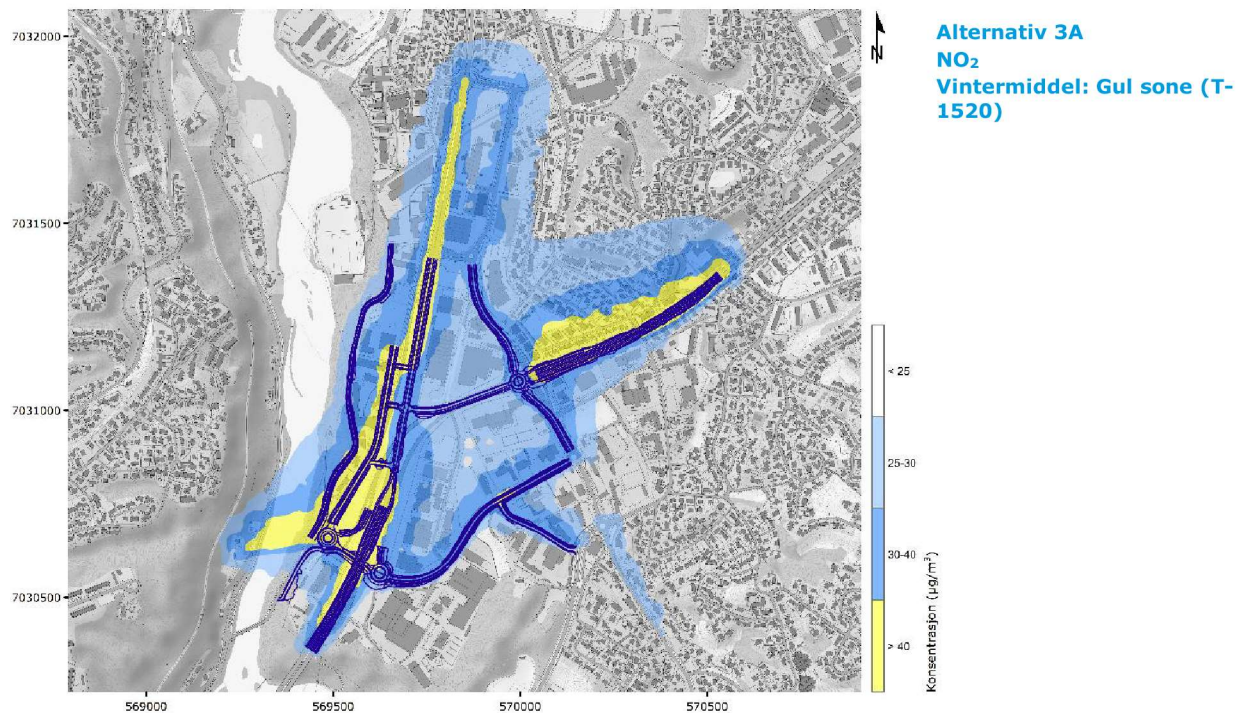 Alternativ 3A
NO₂
Vintermiddel: Gul sone (T-
1520)
N
7032000
7031500
7031000
7030500
569000
569500
570000
570500
< 25
25-30
30-40
> 40
Konsentrasjon (µg/m³)